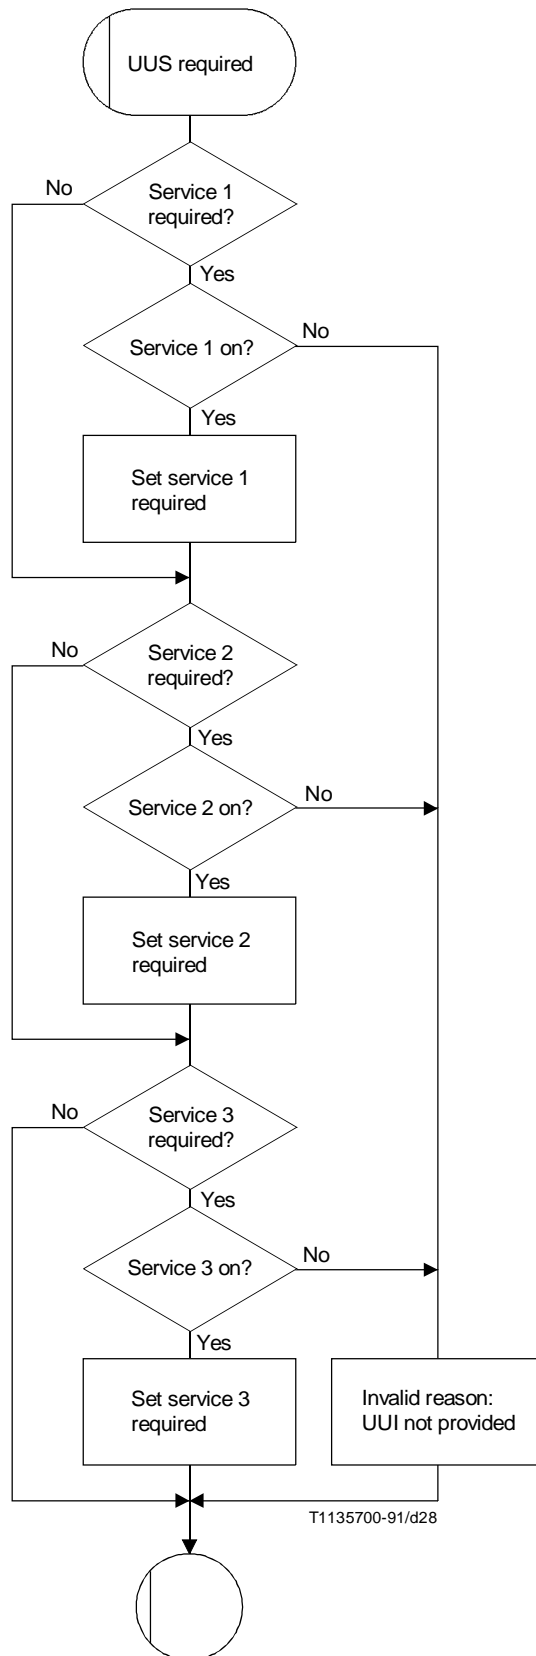 UUS required
Service 1
required?
No
Yes
Service 1 on?
No
Yes
Set service 1
required
Service 2
required?
No
Yes
Service 2 on?
No
Yes
Set service 2
required
Service 3
required?
No
Yes
Service 3 on?
No
Yes
Set service 3
required
Invalid reason:
UUI not provided
T1135700-91/d28